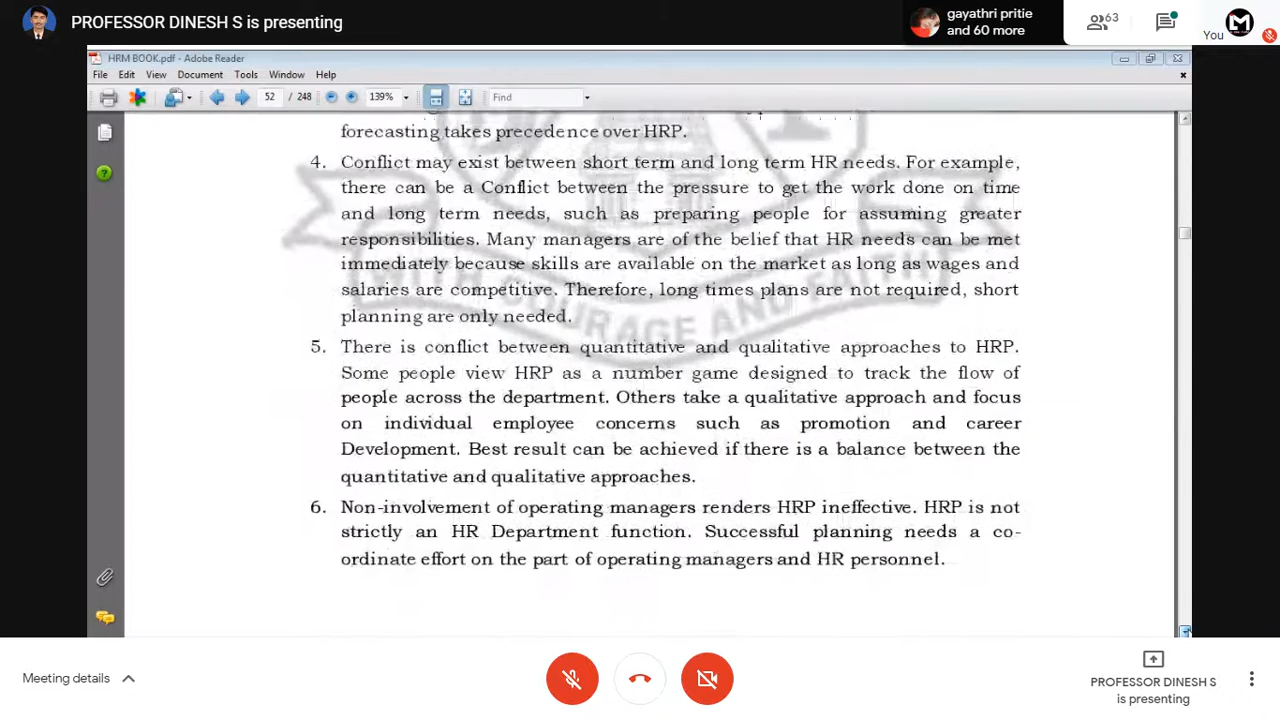 PROFESSOR DINESH S is presenting
gayathri pritie
and 60 more
63
You
HRM BOOK.pdf - Adobe Reader
File Edit View Document Tools Window Help
52 / 248 139% Find
forecasting takes precedence over HRP.
4. Conflict may exist between short term and long term HR needs. For example,
there can be a Conflict between the pressure to get the work done on time
and long term needs, such as preparing people for assuming greater
responsibilities. Many managers are of the belief that HR needs can be met
immediately because skills are available on the market as long as wages and
salaries are competitive. Therefore, long times plans are not required, short
planning are only needed.
5. There is conflict between quantitative and qualitative approaches to HRP.
Some people view HRP as a number game designed to track the flow of
people across the department. Others take a qualitative approach and focus
on individual employee concerns such as promotion and career
Development. Best result can be achieved if there is a balance between the
quantitative and qualitative approaches.
6. Non-involvement of operating managers renders HRP ineffective. HRP is not
strictly an HR Department function. Successful planning needs a co-
ordinate effort on the part of operating managers and HR personnel.
WITH COURAGE AND FAITH
Meeting details
PROFESSOR DINESH S
is presenting